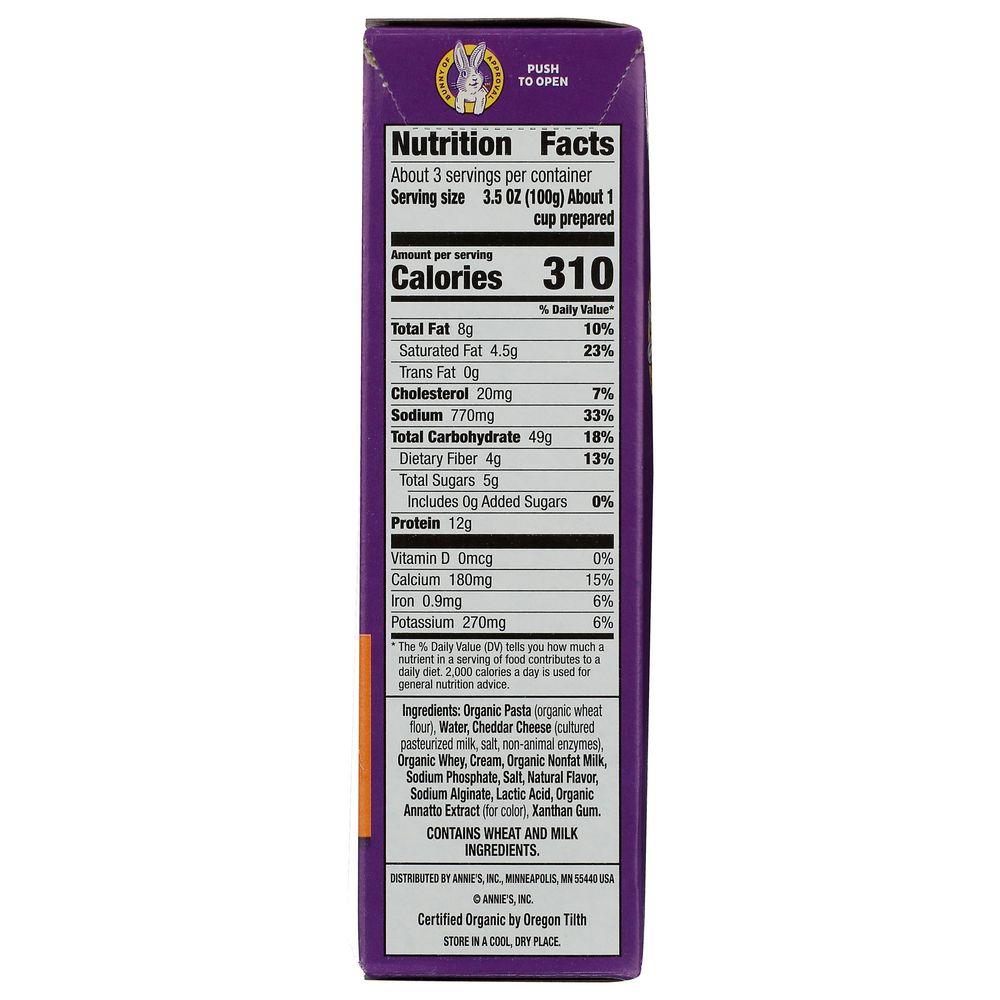 BUNNY OF APPROVAL
PUSH
TO OPEN
Nutrition Facts
About 3 servings per container
Serving size 3.5 OZ (100g) About 1
cup prepared
Amount per serving
Calories 310
% Daily Value*
Total Fat 8g 10%
Saturated Fat 4.5g 23%
Trans Fat 0g
Cholesterol 20mg 7%
Sodium 770mg 33%
Total Carbohydrate 49g 18%
Dietary Fiber 4g 13%
Total Sugars 5g
Includes 0g Added Sugars 0%
Protein 12g
Vitamin D 0mcg 0%
Calcium 180mg 15%
Iron 0.9mg 6%
Potassium 270mg 6%
* The % Daily Value (DV) tells you how much a
nutrient in a serving of food contributes to a
daily diet. 2,000 calories a day is used for
general nutrition advice.
Ingredients: Organic Pasta (organic wheat
flour), Water, Cheddar Cheese (cultured
pasteurized milk, salt, non-animal enzymes),
Organic Whey, Cream, Organic Nonfat Milk,
Sodium Phosphate, Salt, Natural Flavor,
Sodium Alginate, Lactic Acid, Organic
Annatto Extract (for color), Xanthan Gum.
CONTAINS WHEAT AND MILK
INGREDIENTS.
DISTRIBUTED BY ANNIE'S, INC., MINNEAPOLIS, MN 55440 USA
© ANNIE'S, INC.
Certified Organic by Oregon Tilth
STORE IN A COOL, DRY PLACE.